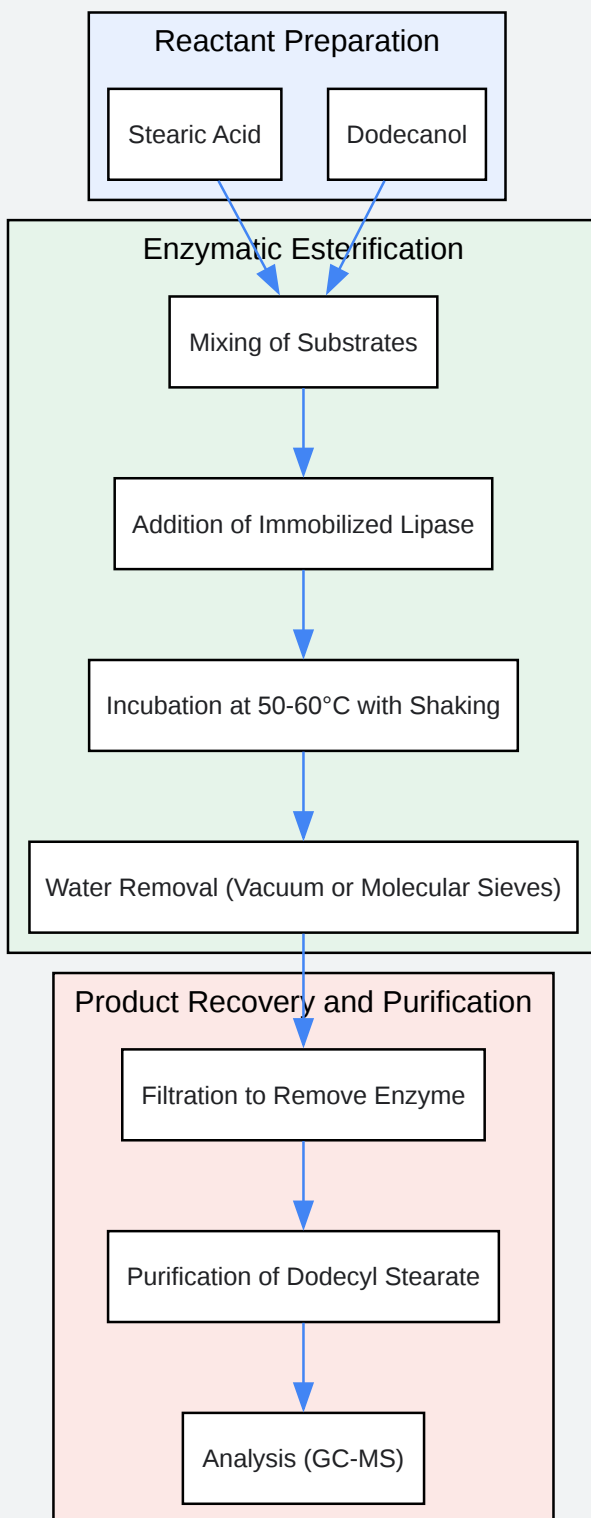 Reactant Preparation
Stearic Acid
Dodecanol
Enzymatic Esterification
Mixing of Substrates
Addition of Immobilized Lipase
Incubation at 50-60°C with Shaking
Water Removal (Vacuum or Molecular Sieves)
Product Recovery and Purification
Filtration to Remove Enzyme
Purification of Dodecyl Stearate
Analysis (GC-MS)